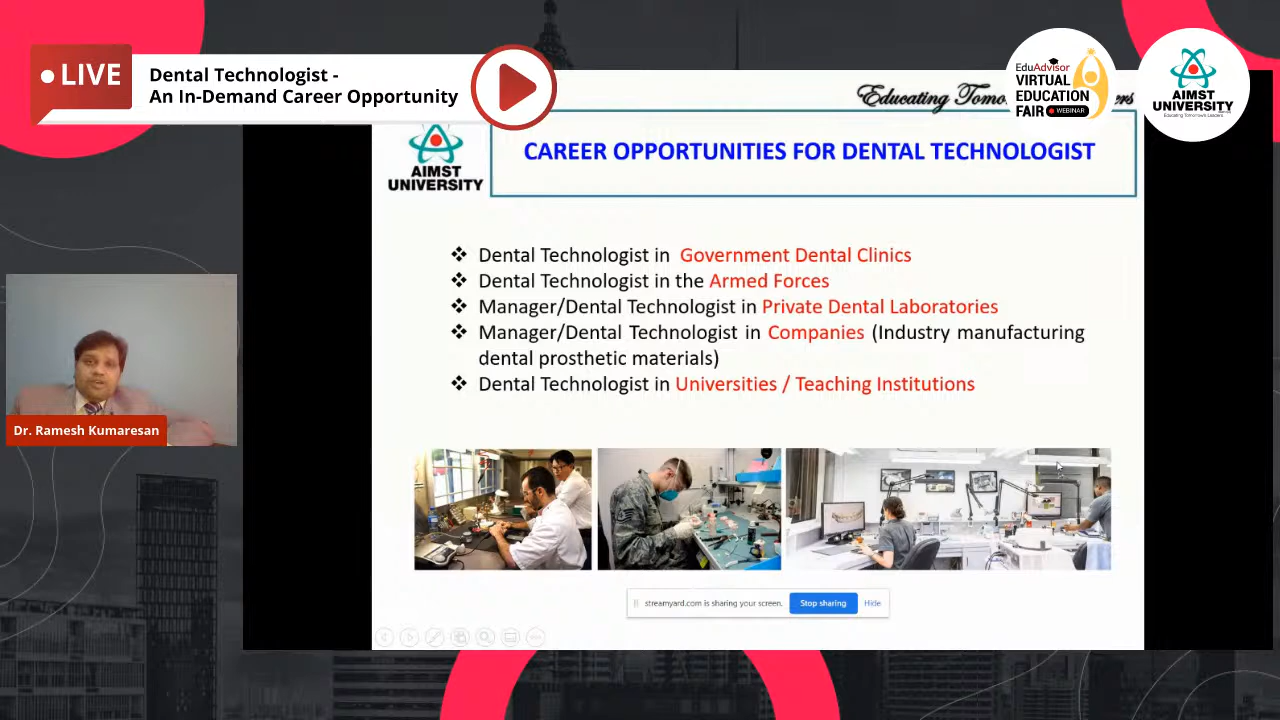 LIVE
Dental Technologist -
An In-Demand Career Opportunity
EduAdvisor
VIRTUAL
EDUCATION
FAIR WEBINAR
AIMST
UNIVERSITY
Educating Tomorrow's Leaders
Educating
AIMST
UNIVERSITY
CAREER OPPORTUNITIES FOR DENTAL TECHNOLOGIST
❖ Dental Technologist in Government Dental Clinics
❖ Dental Technologist in the Armed Forces
❖ Manager/Dental Technologist in Private Dental Laboratories
❖ Manager/Dental Technologist in Companies (Industry manufacturing
dental prosthetic materials)
❖ Dental Technologist in Universities / Teaching Institutions
Dr. Ramesh Kumaresan
streamyard.com is sharing your screen. Stop sharing Hide